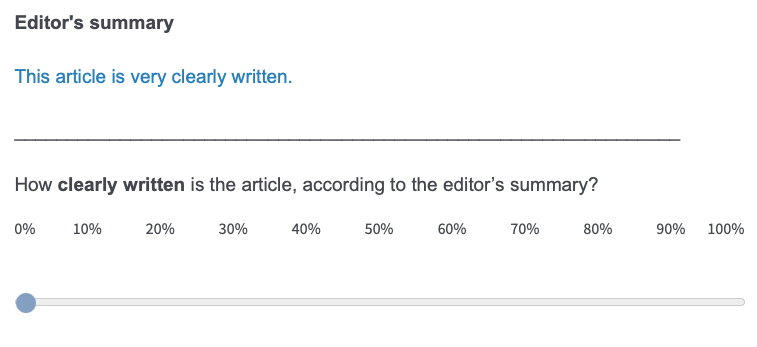 Editor's summary
This article is very clearly written.
How clearly written is the article, according to the editor’s summary?
0% 10% 20% 30% 40% 50% 60% 70% 80% 90% 100%